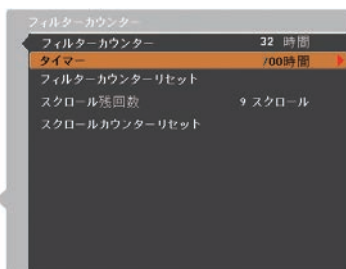 フィルターカウンター
フィルターカウンター 32 時間
タイマー /00時間
フィルターカウンターリセット
スクロール残回数 9 スクロール
スクロールカウンターリセット